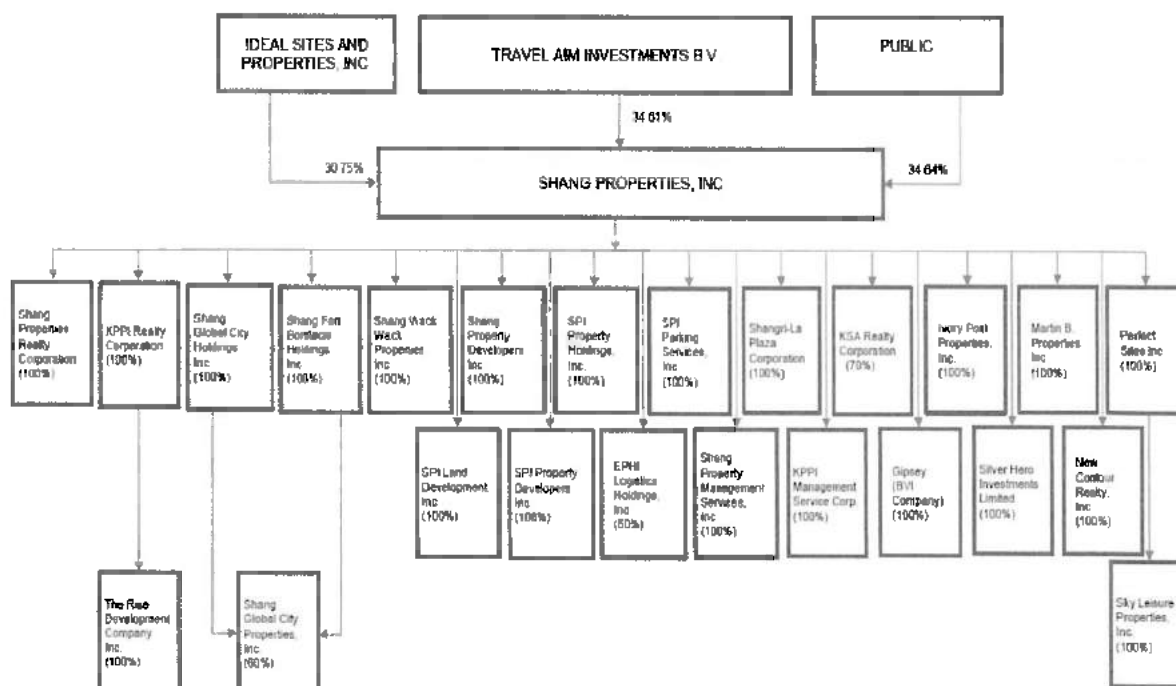 IDEAL SITES AND
PROPERTIES, INC
TRAVEL AIM INVESTMENTS B V
PUBLIC
34 61%
30 75%
34 64%
SHANG PROPERTIES, INC
Shang
Properties
Realty
Corporation
(100%)
KPPI Realty
Corporation
(100%)
Shang
Global City
Holdings
Inc
(100%)
Shang Fort
Bonifacio
Holdings
Inc
(100%)
Shang Wack
Wack
Properties
Inc
(100%)
Shang
Property
Developers
Inc
(100%)
SPI
Property
Holdings,
Inc.
(100%)
SPI
Parking
Services, Inc
(100%)
Shangri-La
Plaza
Corporation
(100%)
KSA Realty
Corporation
(70%)
Ivory Post
Properties,
Inc.
(100%)
Martin B.
Properties
Inc
(100%)
Perfect
Sites Inc
(100%)
SPI Land
Development
Inc
(100%)
SPI Property
Developers
Inc
(100%)
EPHI
Logistics
Holdings,
Inc
Shang
Property
Management
Services,
Inc
(100%)
KPPI
Management
Service Corp.
(100%)
Gipsey
(BVI
Company)
(100%)
Silver Hero
Investments
Limited
(100%)
New
Contour
Realty,
Inc
(100%)
The Rise
Development
Company
Inc.
(100%)
Shang
Global City
Properties,
Inc.
(60%)
Sky Leisure
Properties,
Inc
(100%)